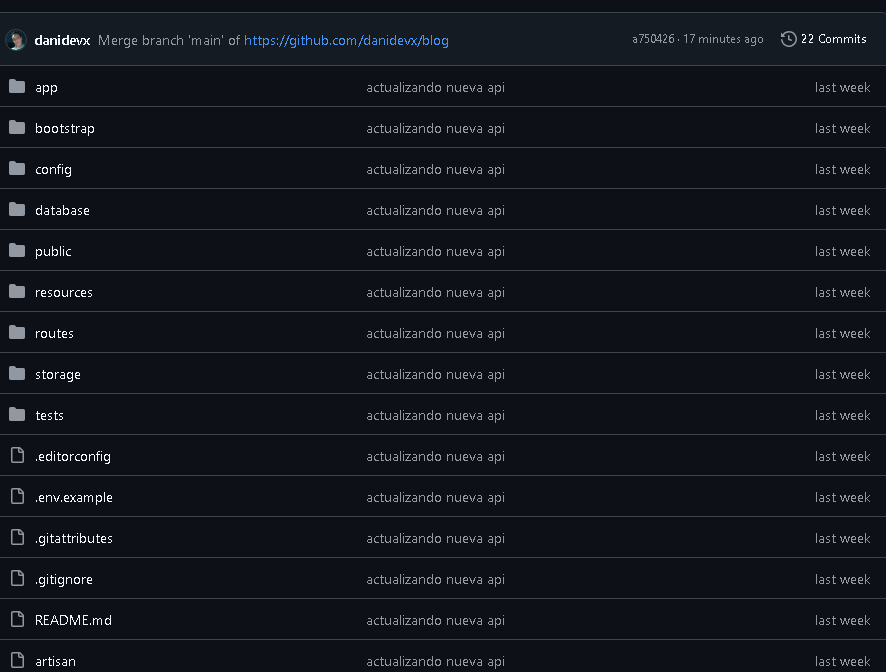 danidevx Merge branch 'main' of https://github.com/danidevx/blog a750426 · 17 minutes ago 22 Commits
app actualizando nueva api last week
bootstrap actualizando nueva api last week
config actualizando nueva api last week
database actualizando nueva api last week
public actualizando nueva api last week
resources actualizando nueva api last week
routes actualizando nueva api last week
storage actualizando nueva api last week
tests actualizando nueva api last week
.editorconfig actualizando nueva api last week
.env.example actualizando nueva api last week
.gitattributes actualizando nueva api last week
.gitignore actualizando nueva api last week
README.md actualizando nueva api last week
artisan actualizando nueva api last week